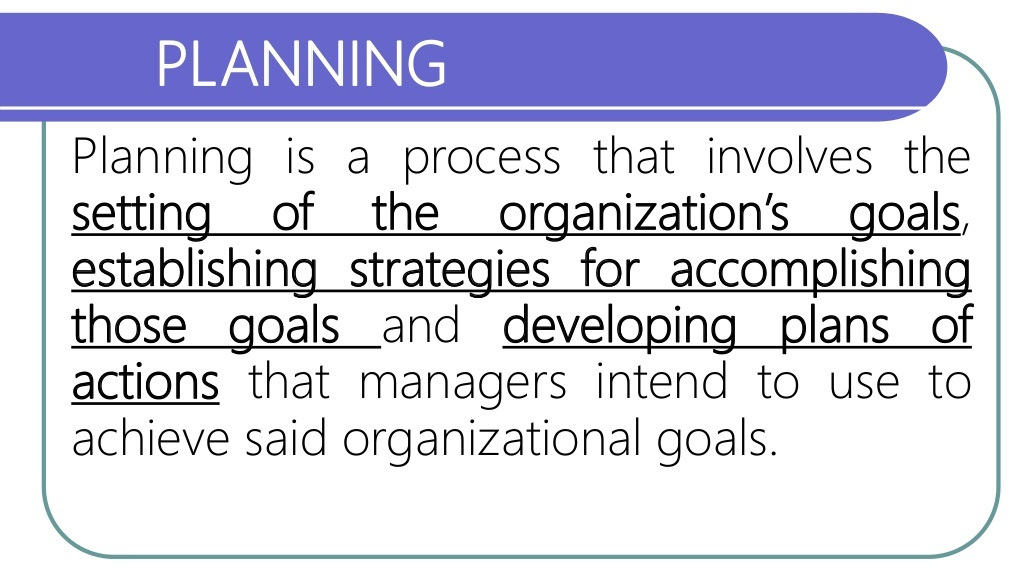 PLANNING
Planning is a process that involves the
setting of the organization’s goals,
establishing strategies for accomplishing
those goals and developing plans of
actions that managers intend to use to
achieve said organizational goals.